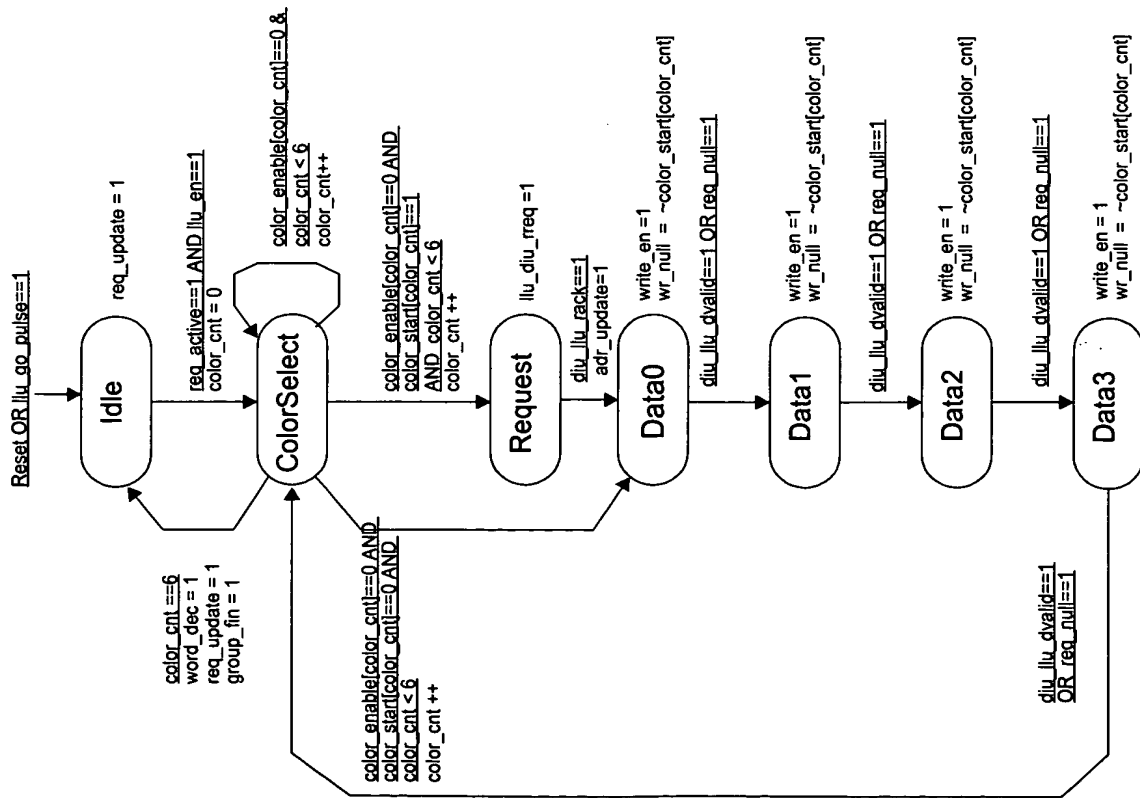 Reset OR llu_go_pulse==1
Idle
req_update = 1
req_active==1 AND llu_en==1
color_cnt = 0
color_cnt ==6
word_dec = 1
req_update = 1
group_fin = 1
ColorSelect
color_enable[color_cnt]==0 &
color_cnt < 6
color_cnt++
color_enable[color_cnt]==0 AND
color_start[color_cnt]==1
AND color_cnt < 6
color_cnt ++
color_enable[color_cnt]==0 AND
color_start[color_cnt]==0 AND
color_cnt < 6
color_cnt ++
Request
llu_diu_rreq =1
diu_llu_rack==1
adr_update=1
Data0
write_en =1
wr_null = ~color_start[color_cnt]
diu_llu_dvalid==1 OR req_null==1
Data1
write_en =1
wr_null = ~color_start[color_cnt]
diu_llu_dvalid==1 OR req_null==1
Data2
write_en =1
wr_null = ~color_start[color_cnt]
diu_llu_dvalid==1 OR req_null==1
Data3
write_en =1
wr_null = ~color_start[color_cnt]
diu_llu_dvalid==1
OR req_null==1